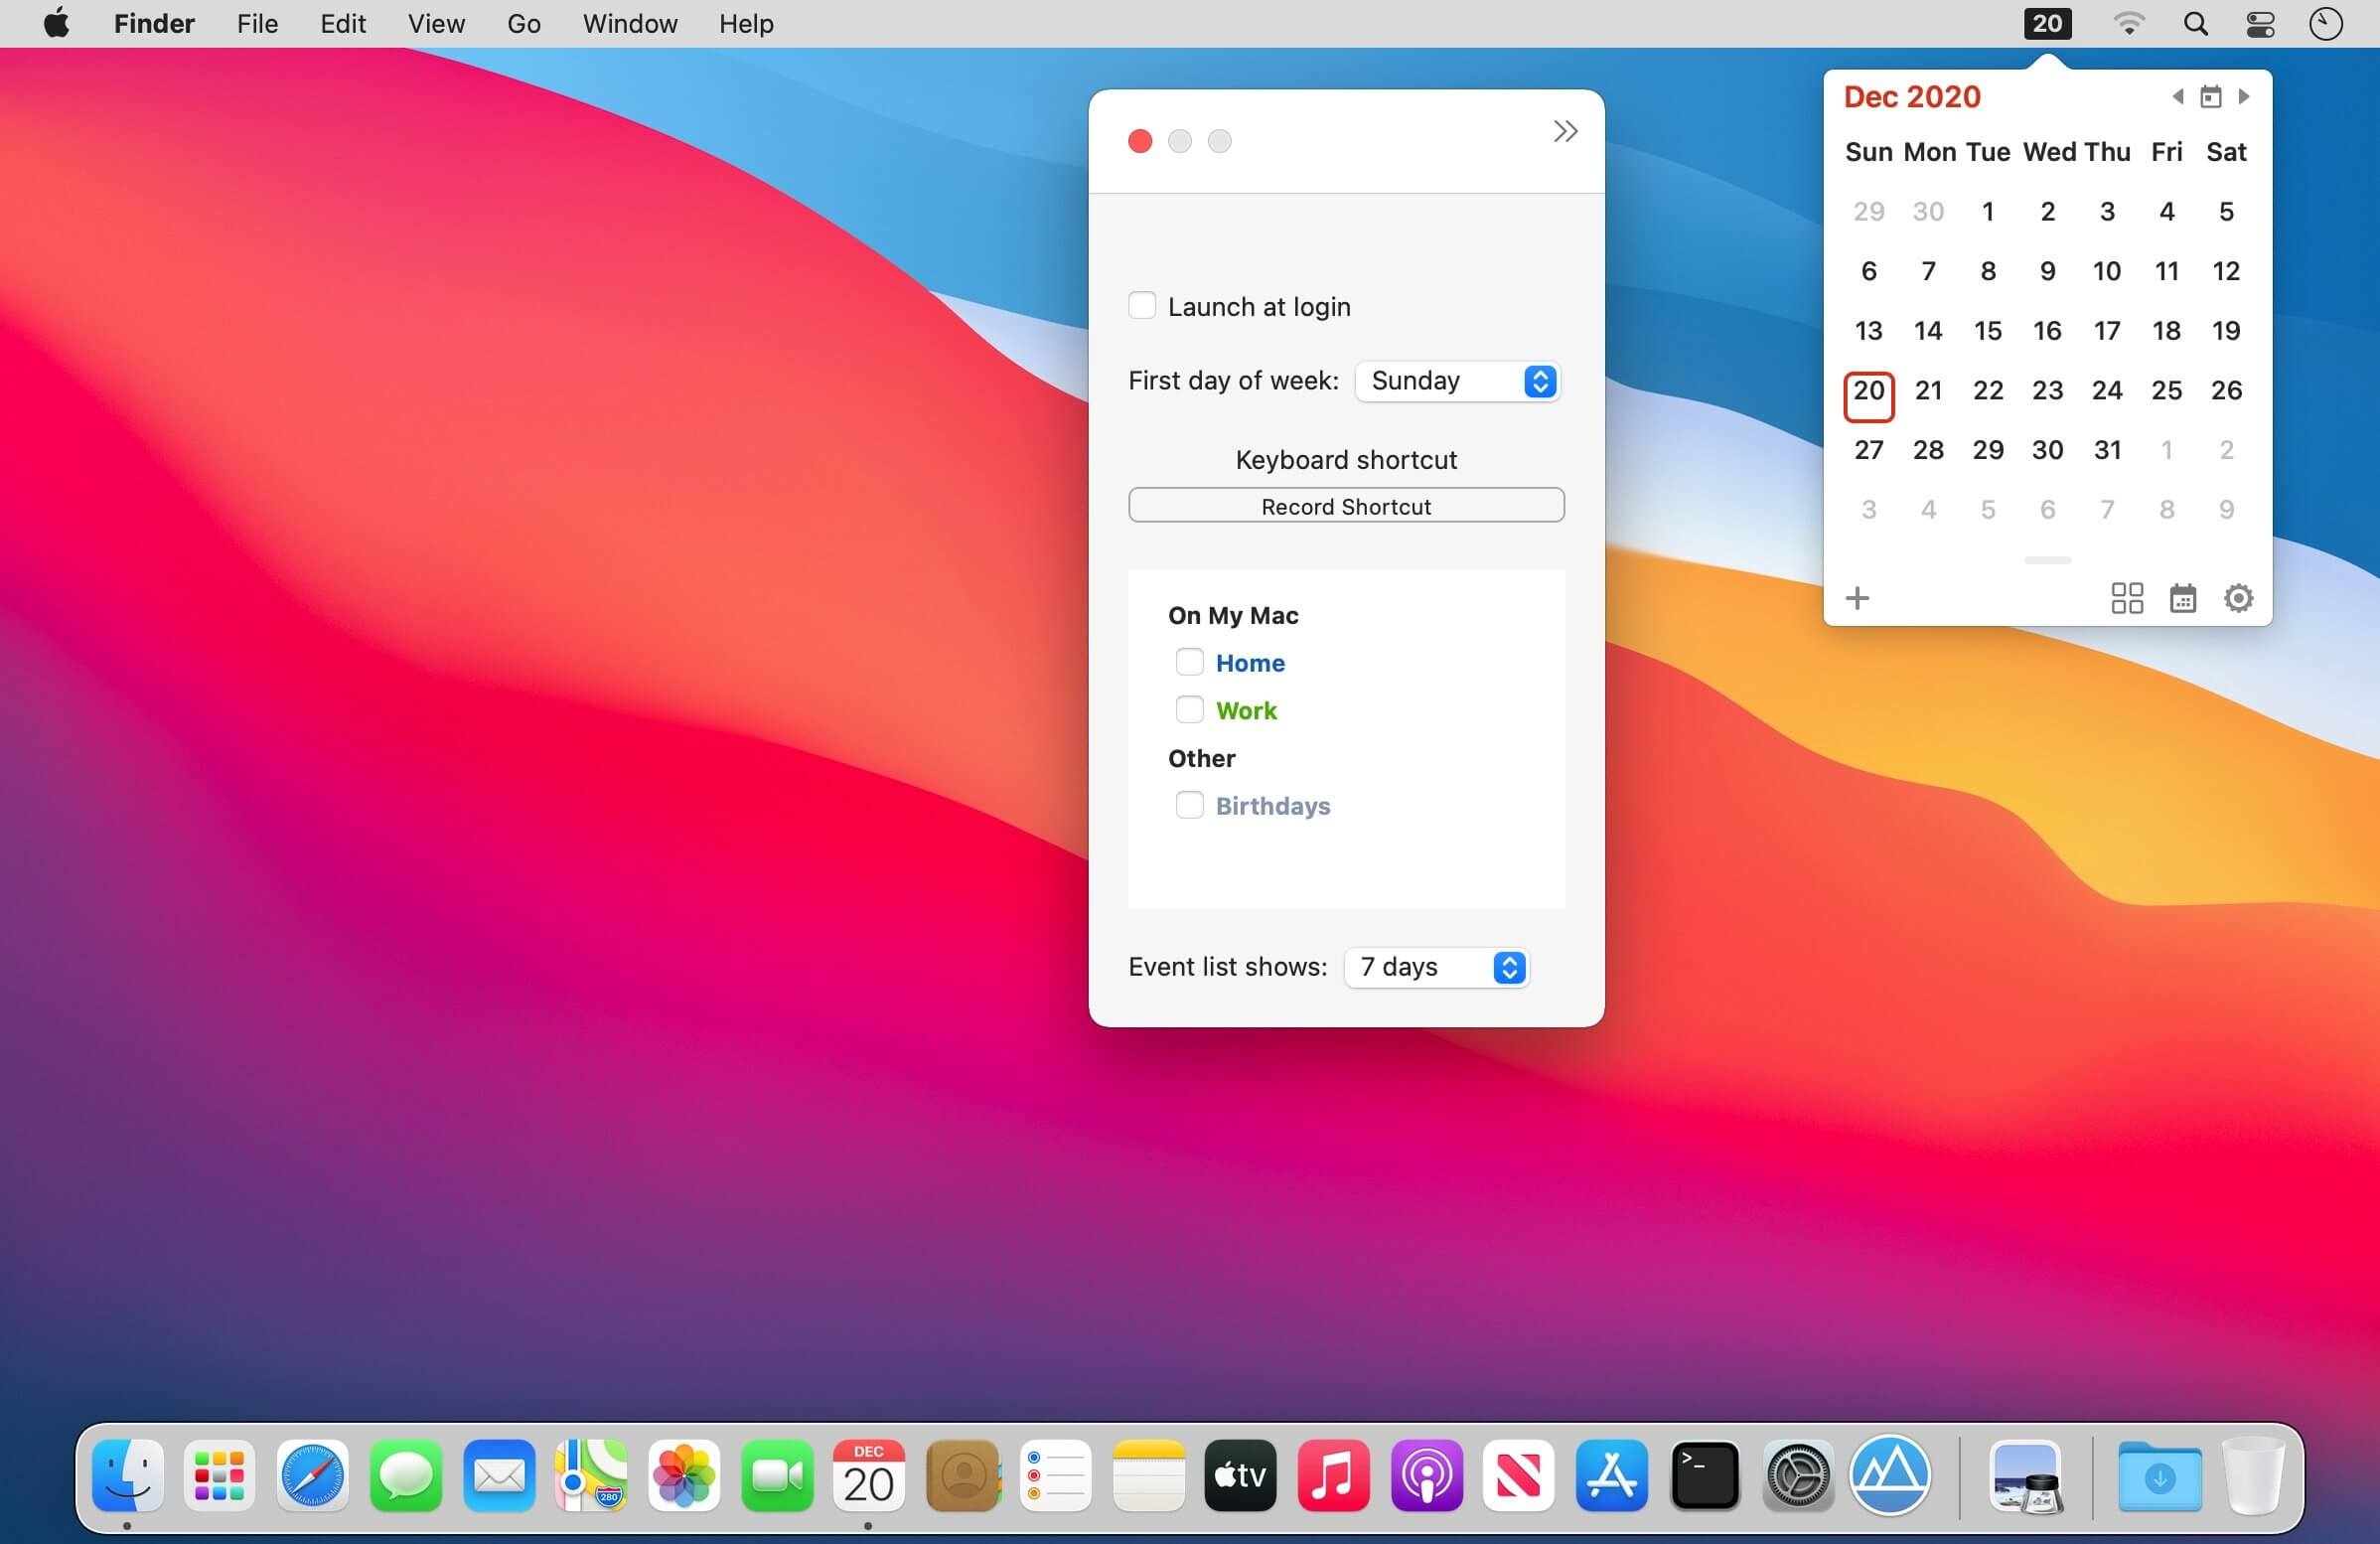 Finder File Edit View Go Window Help 20
Dec 2020
Sun Mon Tue Wed Thu Fri Sat
29 30 1 2 3 4 5
6 7 8 9 10 11 12
13 14 15 16 17 18 19
20 21 22 23 24 25 26
27 28 29 30 31 1 2
3 4 5 6 7 8 9
Launch at login
First day of week: Sunday
Keyboard shortcut
Record Shortcut
On My Mac
Home
Work
Other
Birthdays
Event list shows: 7 days
280
DEC
20
tv
>_